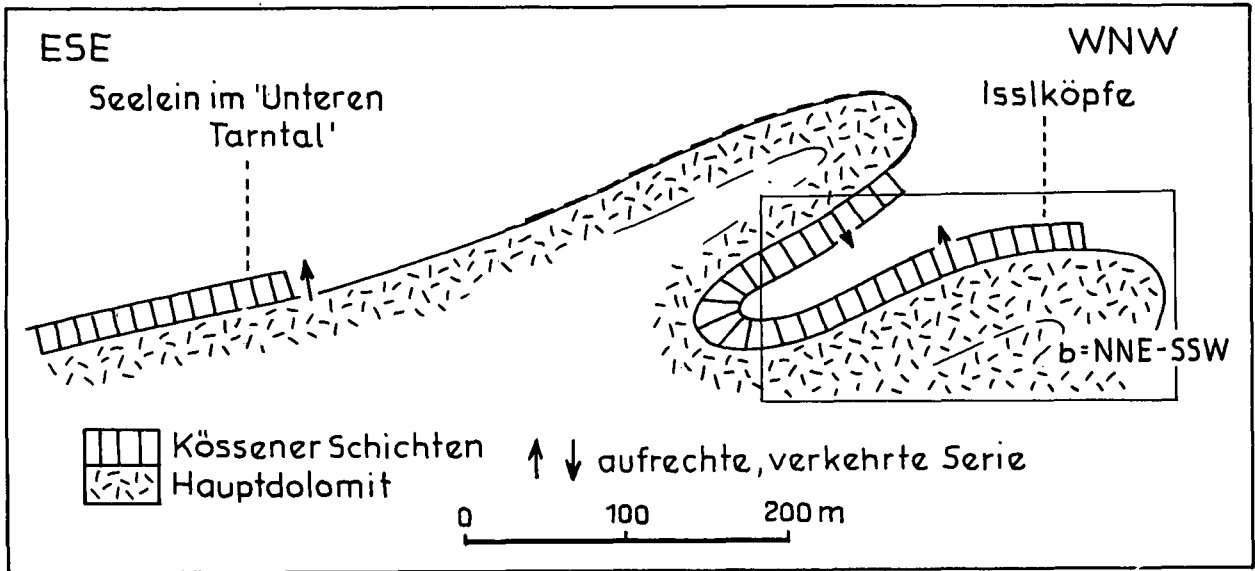 ESE
WNW
Seelein im 'Unteren
Tarntal'
Isslköpfe
b=NNE-SSW
Kössener Schichten
Hauptdolomit
aufrechte, verkehrte Serie
0 100 200 m